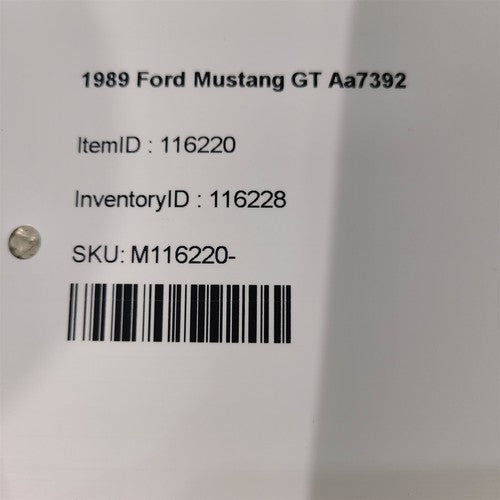 1989 Ford Mustang GT Aa7392
ItemID : 116220
InventoryID : 116228
SKU: M116220-